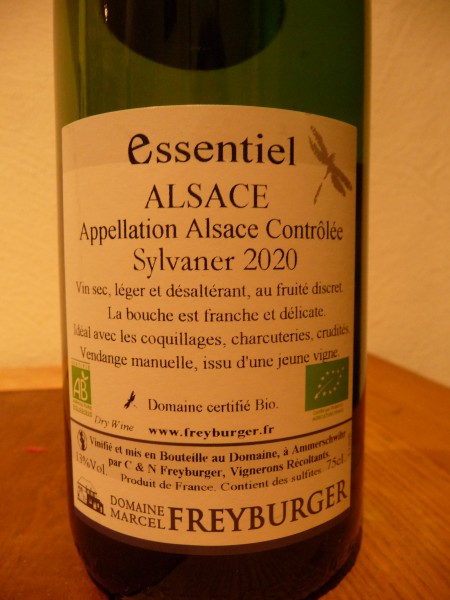 essentiel
ALSACE
Appellation Alsace Contrôlée
Sylvaner 2020
Vin sec, léger et désaltérant, au fruité discret.
La bouche est franche et délicate.
Idéal avec les coquillages, charcuteries, crudités.
Vendange manuelle, issu d'une jeune vigne.
AB
Domaine certifié Bio.
Dry Wine
www.freyburger.fr
Vinifié et mis en Bouteille au Domaine, à Ammerschwihr
13%Vol. par C & N Freyburger, Vignerons Récoltants. 75cl
Produit de France. Contient des sulfites.
DOMAINE
MARCEL FREYBURGER